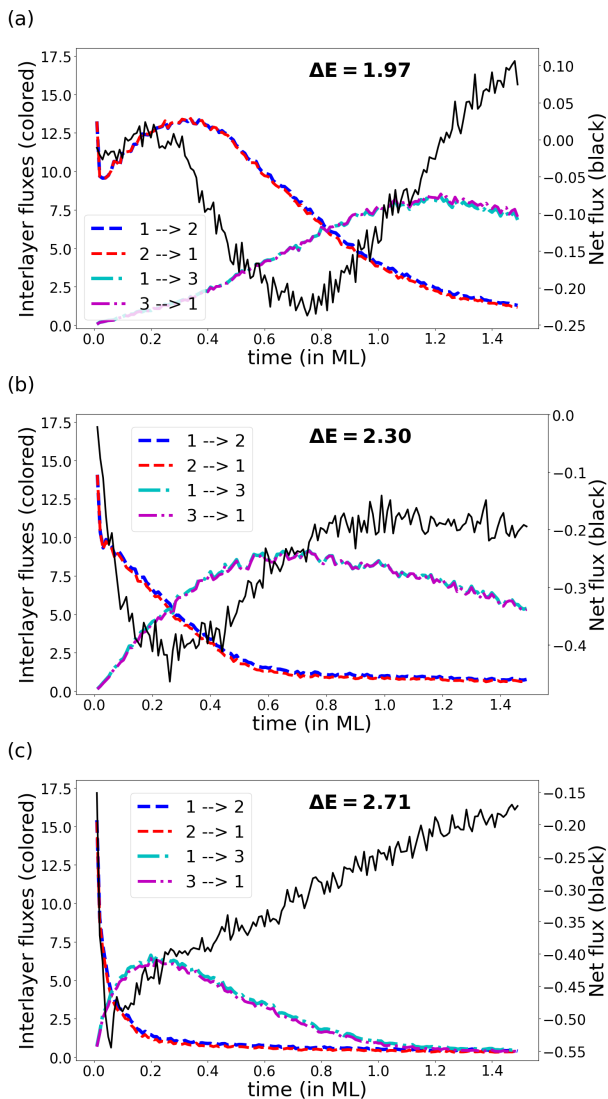 (a)
ΔE = 1.97
Interlayer fluxes (colored)
17.5
15.0
12.5
10.0
7.5
5.0
2.5
0.0
1 --> 2
2 --> 1
1 --> 3
3 --> 1
0.10
0.05
0.00
−0.05
−0.10
−0.15
−0.20
−0.25
Net flux (black)
0.0 0.2 0.4 0.6 0.8 1.0 1.2 1.4
time (in ML)
(b)
ΔE = 2.30
Interlayer fluxes (colored)
17.5
15.0
12.5
10.0
7.5
5.0
2.5
0.0
1 --> 2
2 --> 1
1 --> 3
3 --> 1
0.0
−0.1
−0.2
−0.3
−0.4
Net flux (black)
0.0 0.2 0.4 0.6 0.8 1.0 1.2 1.4
time (in ML)
(c)
ΔE = 2.71
Interlayer fluxes (colored)
17.5
15.0
12.5
10.0
7.5
5.0
2.5
0.0
1 --> 2
2 --> 1
1 --> 3
3 --> 1
−0.15
−0.20
−0.25
−0.30
−0.35
−0.40
−0.45
−0.50
−0.55
Net flux (black)
0.0 0.2 0.4 0.6 0.8 1.0 1.2 1.4
time (in ML)